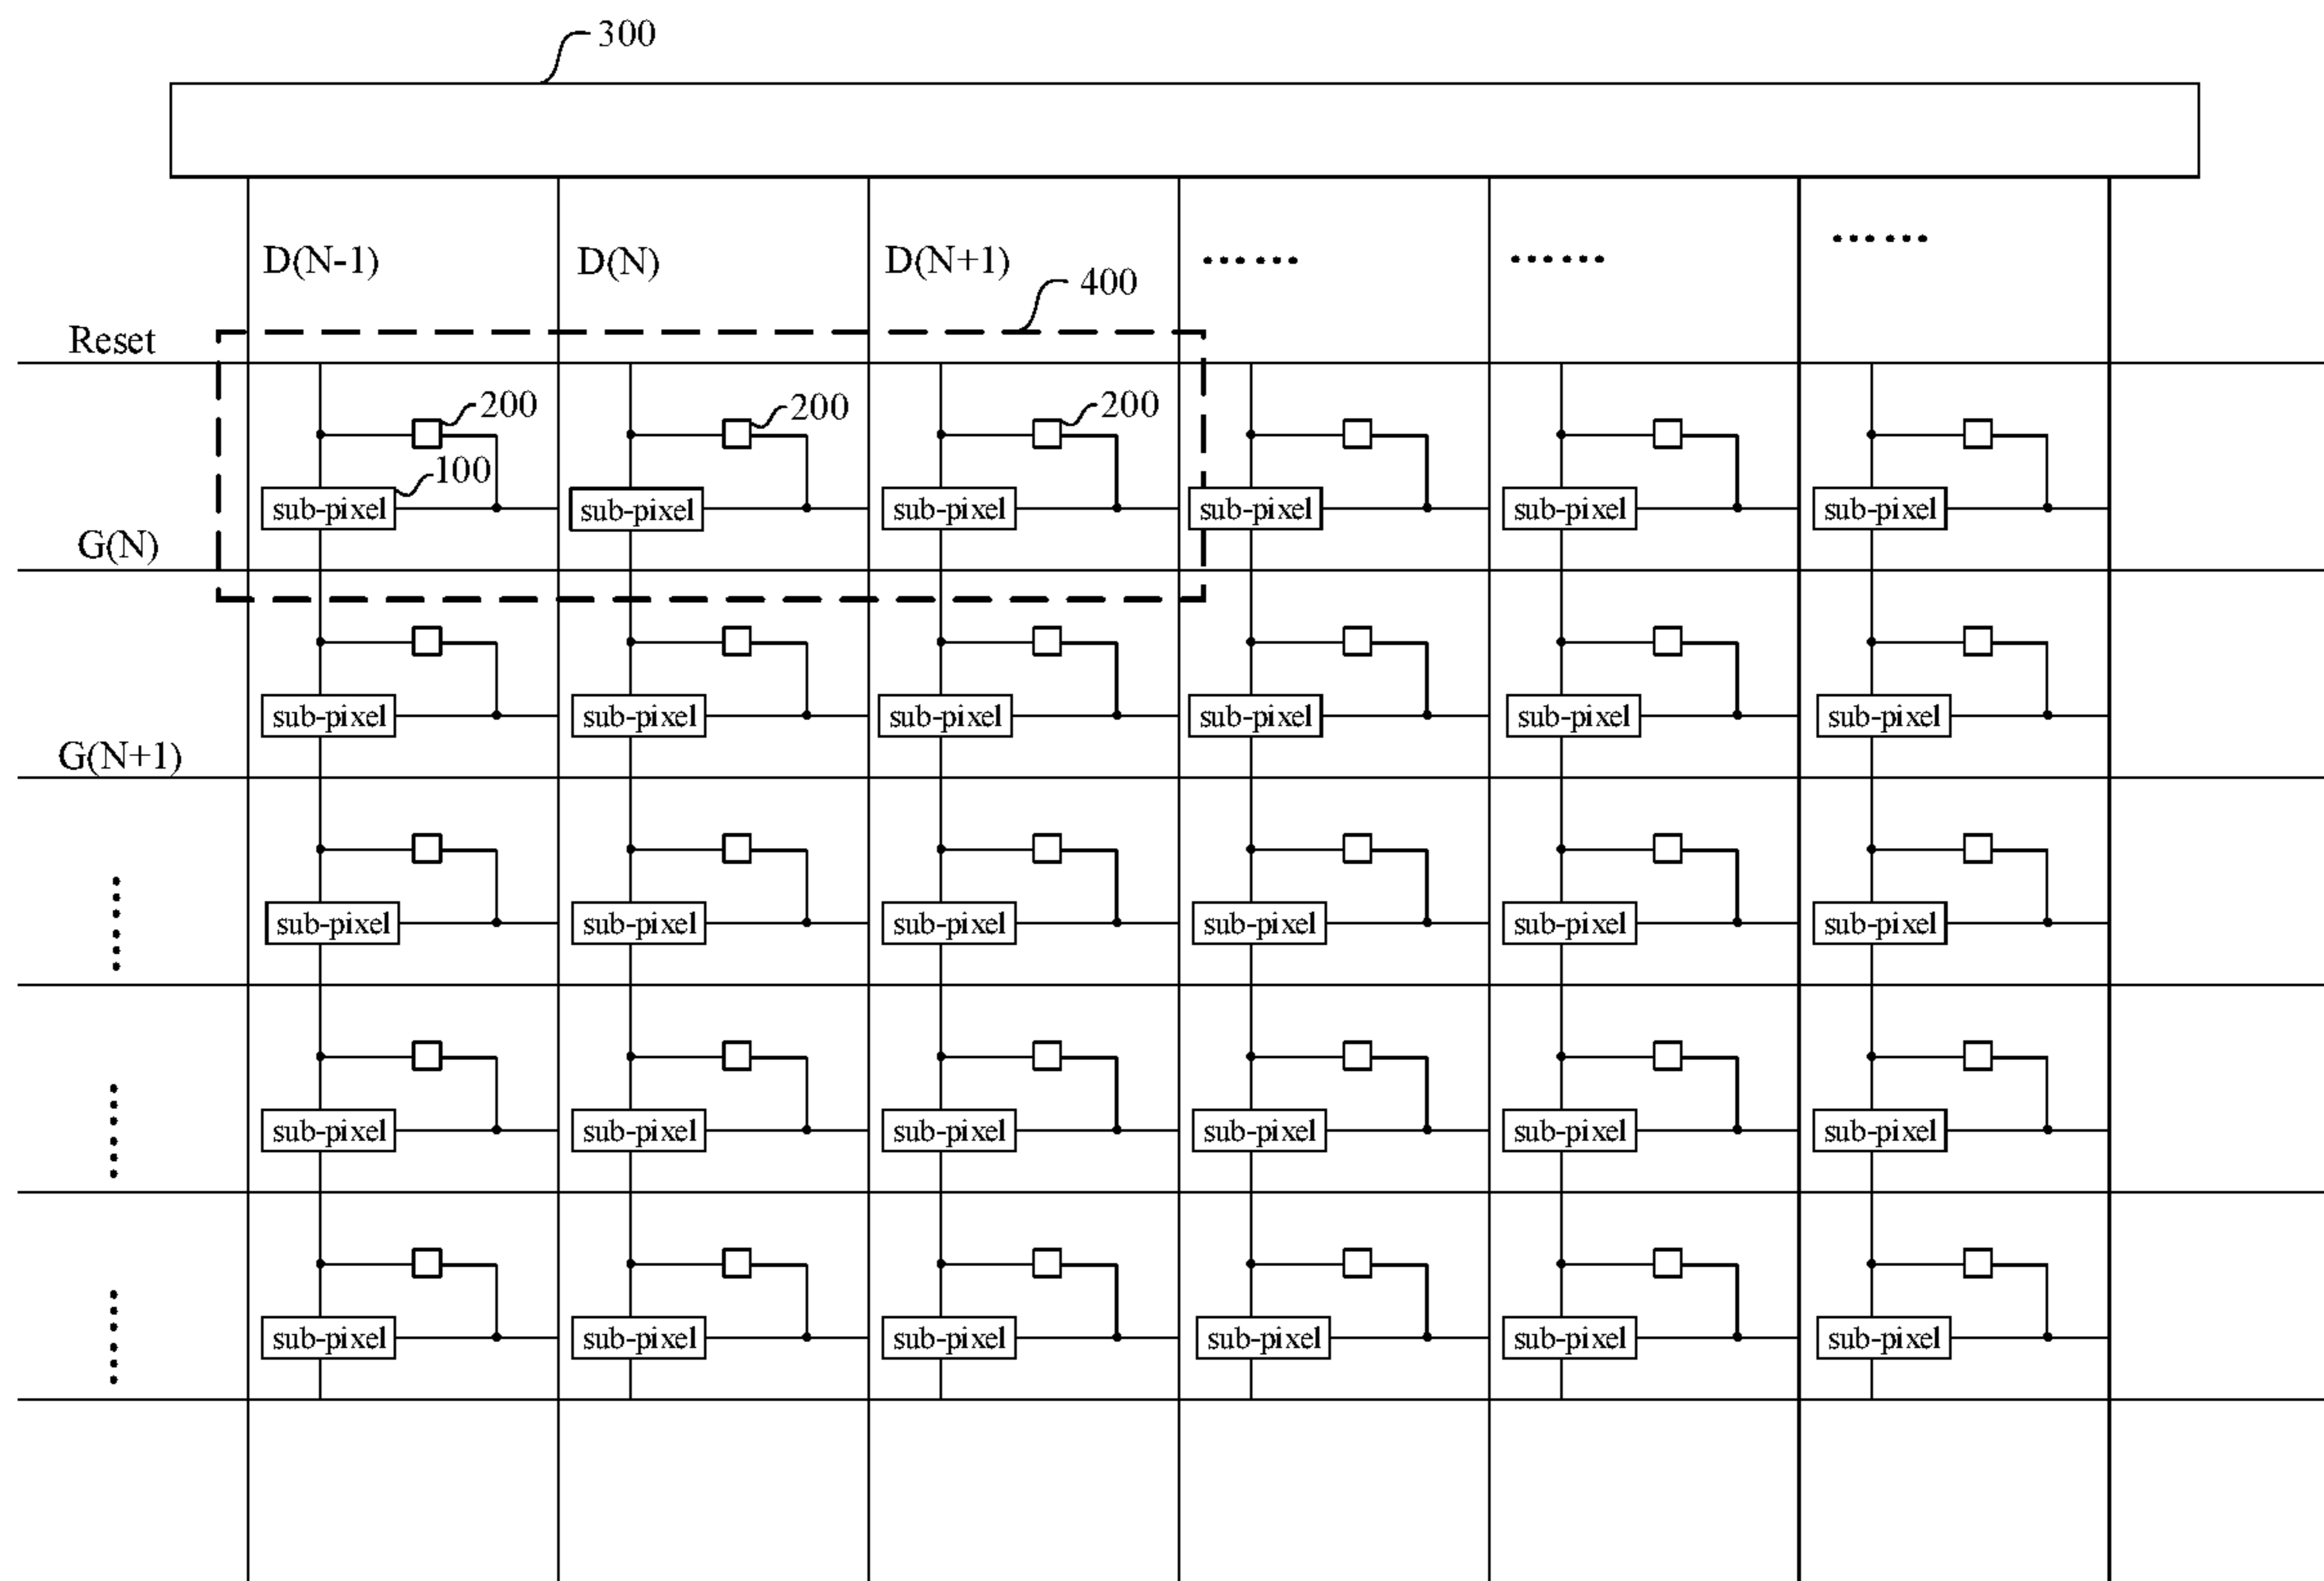 300
D(N-1) D(N) D(N+1) ...... ...... ......
400
Reset
200 200 200
100
sub-pixel sub-pixel sub-pixel sub-pixel sub-pixel sub-pixel
G(N)
sub-pixel sub-pixel sub-pixel sub-pixel sub-pixel sub-pixel
G(N+1)
sub-pixel sub-pixel sub-pixel sub-pixel sub-pixel sub-pixel
sub-pixel sub-pixel sub-pixel sub-pixel sub-pixel sub-pixel
sub-pixel sub-pixel sub-pixel sub-pixel sub-pixel sub-pixel